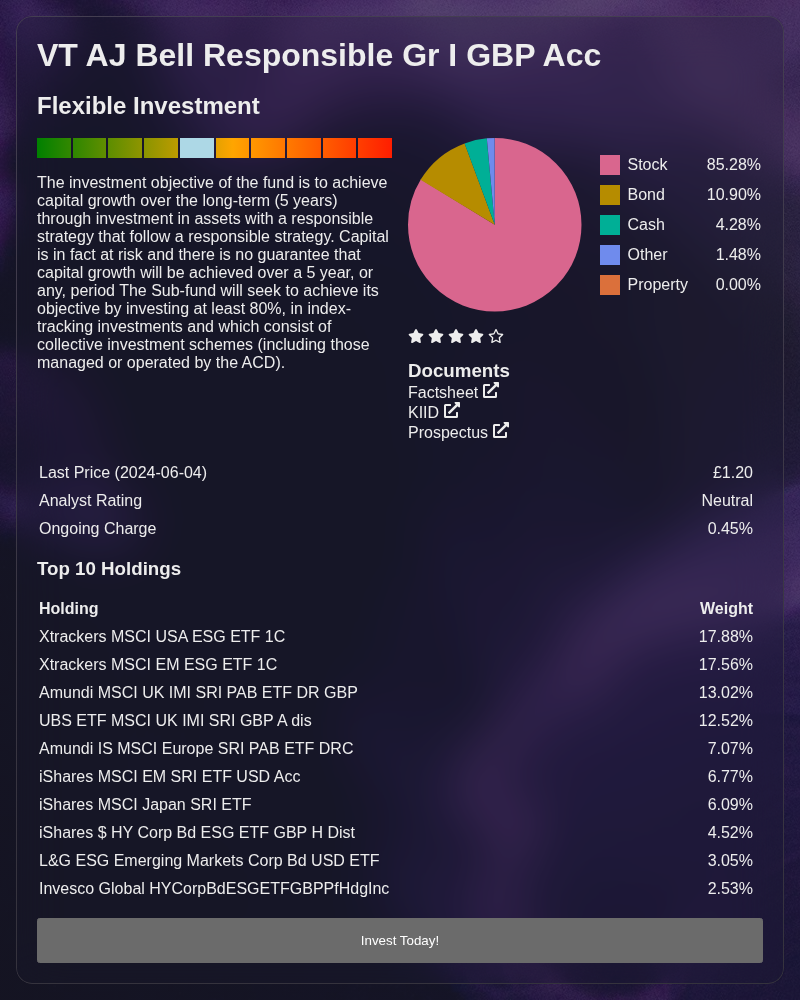 VT AJ Bell Responsible Gr I GBP Acc
Flexible Investment
The investment objective of the fund is to achieve
capital growth over the long-term (5 years)
through investment in assets with a responsible
strategy that follow a responsible strategy. Capital
is in fact at risk and there is no guarantee that
capital growth will be achieved over a 5 year, or
any, period The Sub-fund will seek to achieve its
objective by investing at least 80%, in index-
tracking investments and which consist of
collective investment schemes (including those
managed or operated by the ACD).
Stock 85.28%
Bond 10.90%
Cash 4.28%
Other 1.48%
Property 0.00%
Documents
Factsheet
KIID
Prospectus
Last Price (2024-06-04) £1.20
Analyst Rating Neutral
Ongoing Charge 0.45%
Top 10 Holdings
Holding Weight
Xtrackers MSCI USA ESG ETF 1C 17.88%
Xtrackers MSCI EM ESG ETF 1C 17.56%
Amundi MSCI UK IMI SRI PAB ETF DR GBP 13.02%
UBS ETF MSCI UK IMI SRI GBP A dis 12.52%
Amundi IS MSCI Europe SRI PAB ETF DRC 7.07%
iShares MSCI EM SRI ETF USD Acc 6.77%
iShares MSCI Japan SRI ETF 6.09%
iShares $ HY Corp Bd ESG ETF GBP H Dist 4.52%
L&G ESG Emerging Markets Corp Bd USD ETF 3.05%
Invesco Global HYCorpBdESGETFGBPPfHdgInc 2.53%
Invest Today!